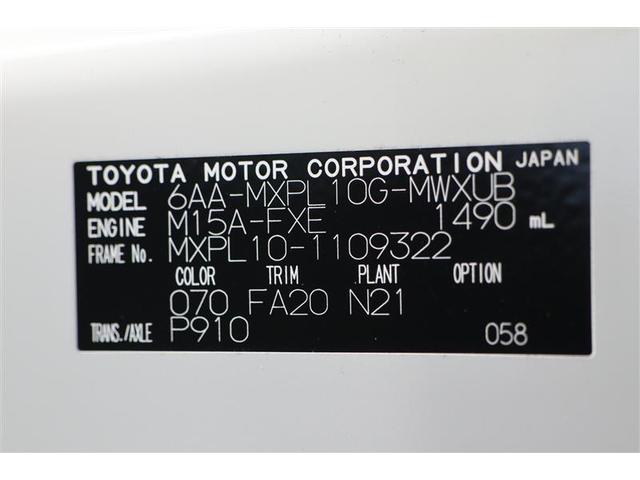 TOYOTA MOTOR CORPORATION JAPAN
MODEL 6AA-MXPL10G-MWXUB
ENGINE M15A-FXE 1490 mL
FRAME No. MXPL10-1109322
COLOR TRIM PLANT OPTION
070 FA20 N21
TRANS./AXLE P910 058